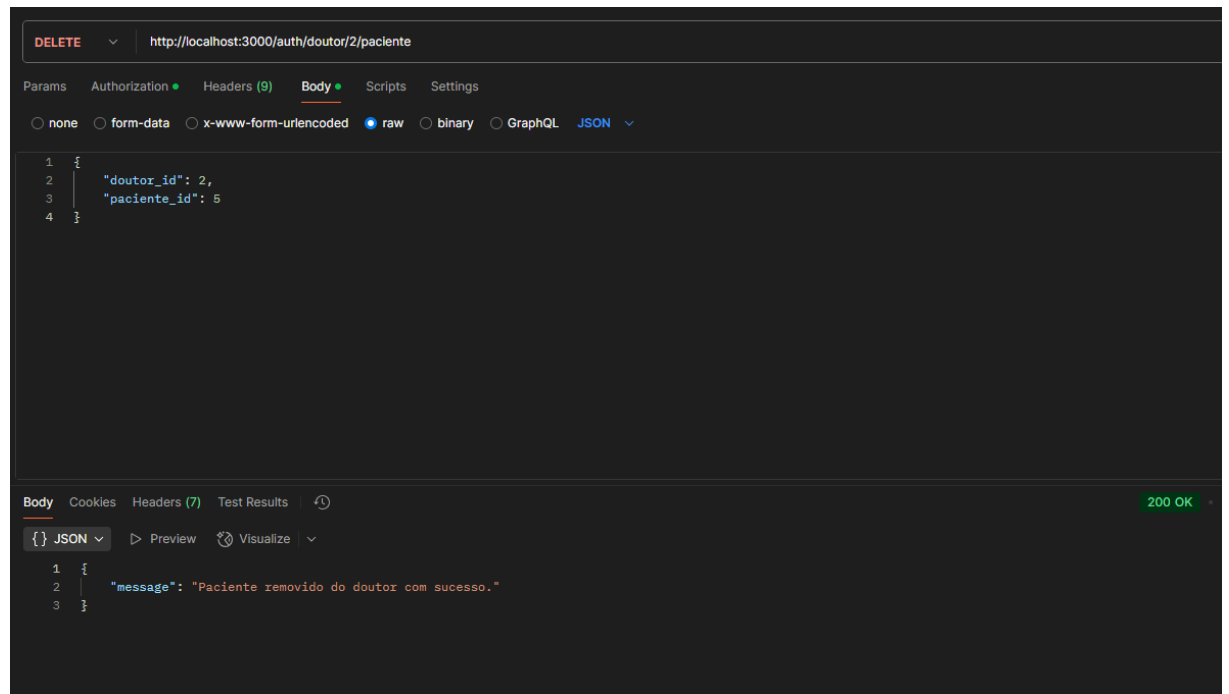 DELETE http://localhost:3000/auth/doutor/2/paciente
Params Authorization Headers (9) Body Scripts Settings
none form-data x-www-form-urlencoded raw binary GraphQL JSON
1 {
2 "doutor_id": 2,
3 "paciente_id": 5
4 }
Body Cookies Headers (7) Test Results 200 OK
{} JSON Preview Visualize
1 {
2 "message": "Paciente removido do doutor com sucesso."
3 }